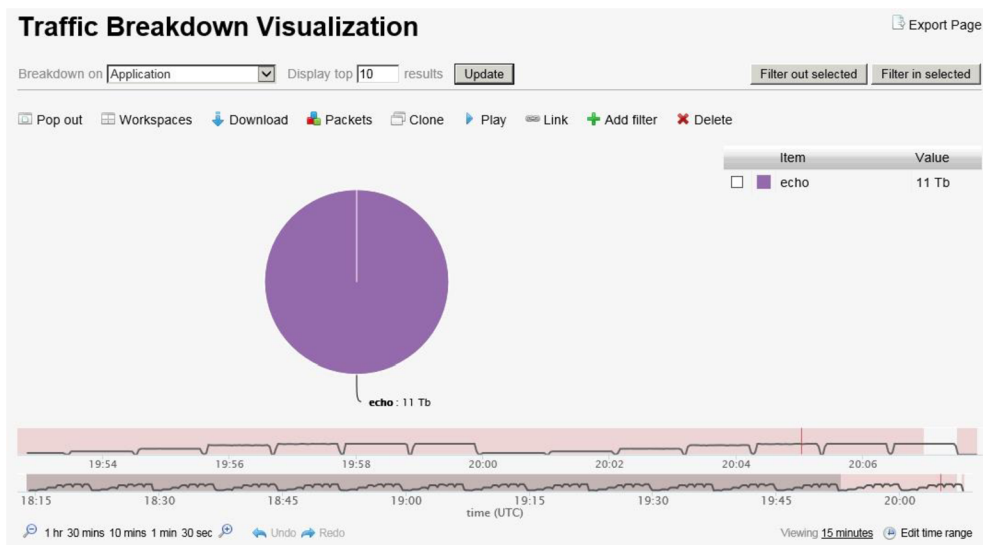 Traffic Breakdown Visualization
Export Page
Breakdown on Application Display top 10 results Update Filter out selected Filter in selected
Pop out Workspaces Download Packets Clone Play Link Add filter Delete
Item Value
echo 11 Tb
echo : 11 Tb
19:54 19:56 19:58 20:00 20:02 20:04 20:06
18:15 18:30 18:45 19:00 19:15 19:30 19:45 20:00
time (UTC)
1 hr 30 mins 10 mins 1 min 30 sec Undo Redo Viewing 15 minutes Edit time range